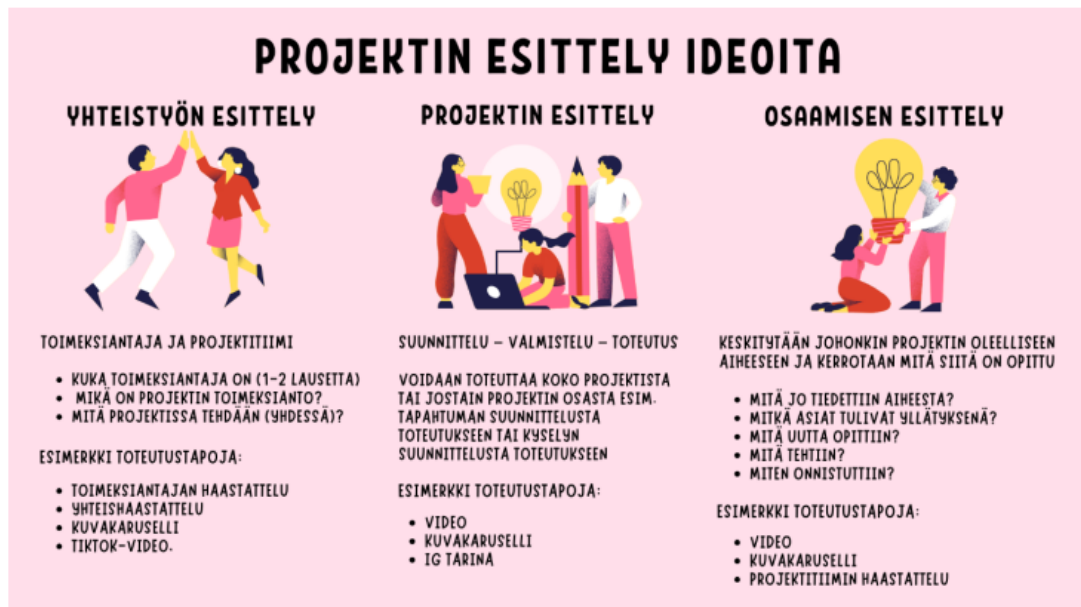 PROJEKTIN ESITTELY IDEOITA
YHTEISTYÖN ESITTELY
TOIMEKSIANTAJA JA PROJEKTITIIMI
• KUKA TOIMEKSIANTAJA ON (1-2 LAUSETTA)
• MIKÄ ON PROJEKTIN TOIMEKSIANTO?
• MITÄ PROJEKTISSA TEHDÄÄN (YHDESSÄ)?
ESIMERKKI TOTEUTUSTAPOJA:
• TOIMEKSIANTAJAN HAASTATTELU
• YHTEISHAASTATTELU
• KUVAKARUSELLI
• TIKTOK-VIDEO.
PROJEKTIN ESITTELY
SUUNNITTELU – VALMISTELU – TOTEUTUS
VOIDAAN TOTEUTTAA KOKO PROJEKTISTA
TAI JOSTAIN PROJEKTIN OSASTA ESIM.
TAPAHTUMAN SUUNNITTELUSTA
TOTEUTUKSEEN TAI KYSELYN
SUUNNITTELUSTA TOTEUTUKSEEN
ESIMERKKI TOTEUTUSTAPOJA:
• VIDEO
• KUVAKARUSELLI
• IG TARINA
OSAAMISEN ESITTELY
KESKITYTÄÄN JOHONKIN PROJEKTIN OLEELLISEEN
AIHEESEEN JA KERROTAAN MITÄ SIITÄ ON OPITTU
• MITÄ JO TIEDETTIIN AIHEESTA?
• MITKÄ ASIAT TULIVAT YLLÄTYKSENÄ?
• MITÄ UUTTA OPITTIIN?
• MITÄ TEHTIIN?
• MITEN ONNISTUTTIIN?
ESIMERKKI TOTEUTUSTAPOJA:
• VIDEO
• KUVAKARUSELLI
• PROJEKTITIIMIN HAASTATTELU